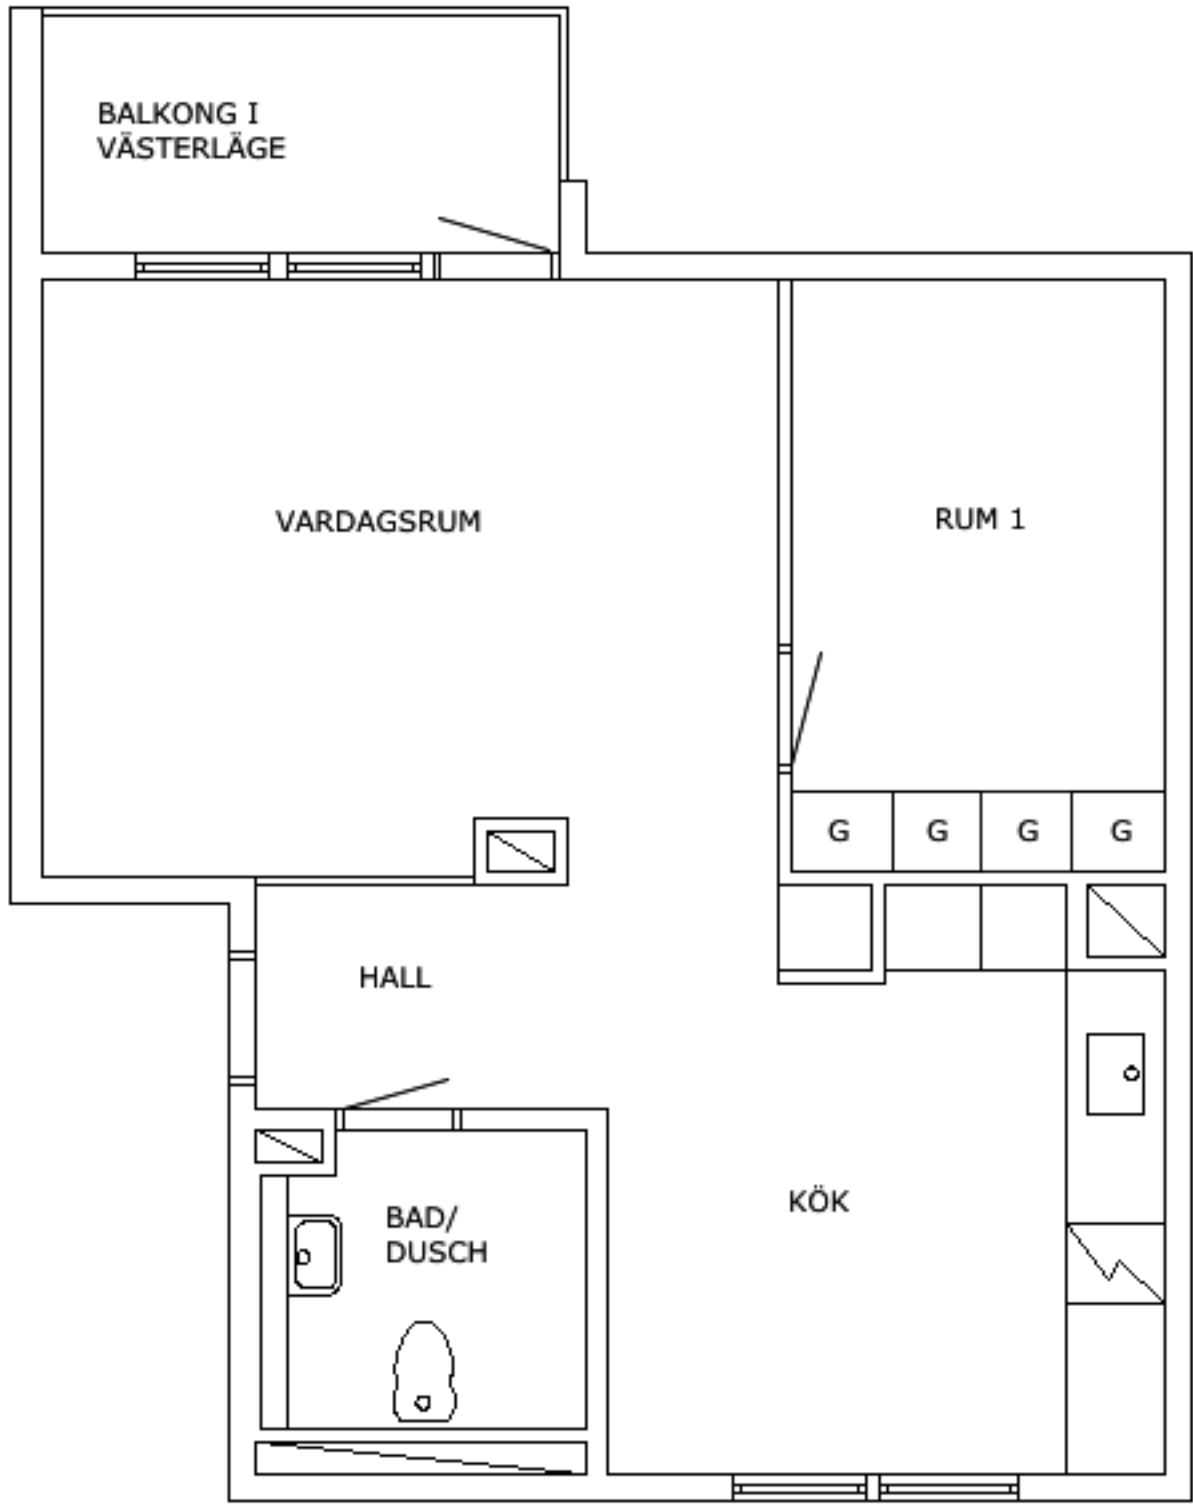 BALKONG I
VÄSTERLÄGE
VARDAGSRUM
RUM 1
G G G G
HALL
KÖK
BAD/
DUSCH